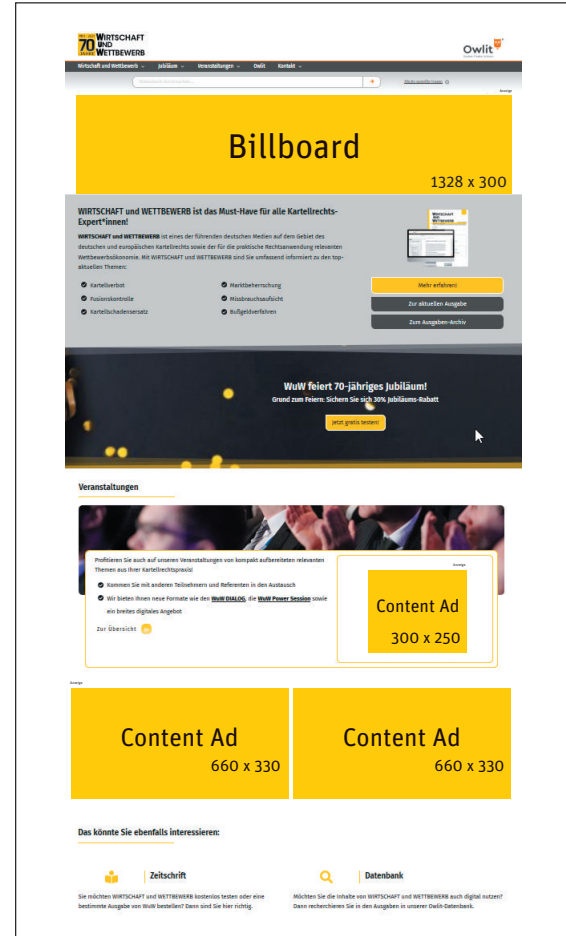 1953-2023
70
JAHRE
WIRTSCHAFT
UND
WETTBEWERB
Owlit
Wirtschaft und Wettbewerb
Jubiläum
Veranstaltungen
Owlit
Kontakt
Anzeige
Billboard
1328 x 300
WIRTSCHAFT und WETTBEWERB ist das Must-Have für alle Kartellrechts-
Expert*innen!
WIRTSCHAFT und WETTBEWERB ist eines der führenden deutschen Medien auf dem Gebiet des
deutschen und europäischen Kartellrechts sowie der für die praktische Rechtsanwendung relevanten
Wettbewerbsökonomie. Mit WIRTSCHAFT und WETTBEWERB sind Sie umfassend informiert zu den top-
aktuellen Themen:
Kartellverbot
Marktbeherrschung
Fusionskontrolle
Missbrauchsaufsicht
Kartellschadensersatz
Bußgeldverfahren
WIRTSCHAFT
UND
WETTBEWERB
Mehr erfahren!
Zur aktuellen Ausgabe
Zum Ausgaben-Archiv
WuW feiert 70-jähriges Jubiläum!
Grund zum Feiern: Sichern Sie sich 30% Jubiläums-Rabatt
Jetzt gratis testen!
Veranstaltungen
Profitieren Sie auch auf unseren Veranstaltungen von kompakt aufbereiteten relevanten
Themen aus Ihrer Kartellrechtspraxis!
Kommen Sie mit anderen Teilnehmern und Referenten in den Austausch
Wir bieten Ihnen neue Formate wie den WuW DIALOG, die WuW Power Session sowie
ein breites digitales Angebot
Zur Übersicht
Anzeige
Content Ad
300 x 250
Anzeige
Content Ad
660 x 330
Content Ad
660 x 330
Das könnte Sie ebenfalls interessieren:
Zeitschrift
Sie möchten WIRTSCHAFT und WETTBEWERB kostenlos testen oder eine
bestimmte Ausgabe von WuW bestellen? Dann sind Sie hier richtig.
Datenbank
Möchten Sie die Inhalte von WIRTSCHAFT und WETTBEWERB auch digital nutzen?
Dann recherchieren Sie in den Ausgaben in unserer Owlit-Datenbank.